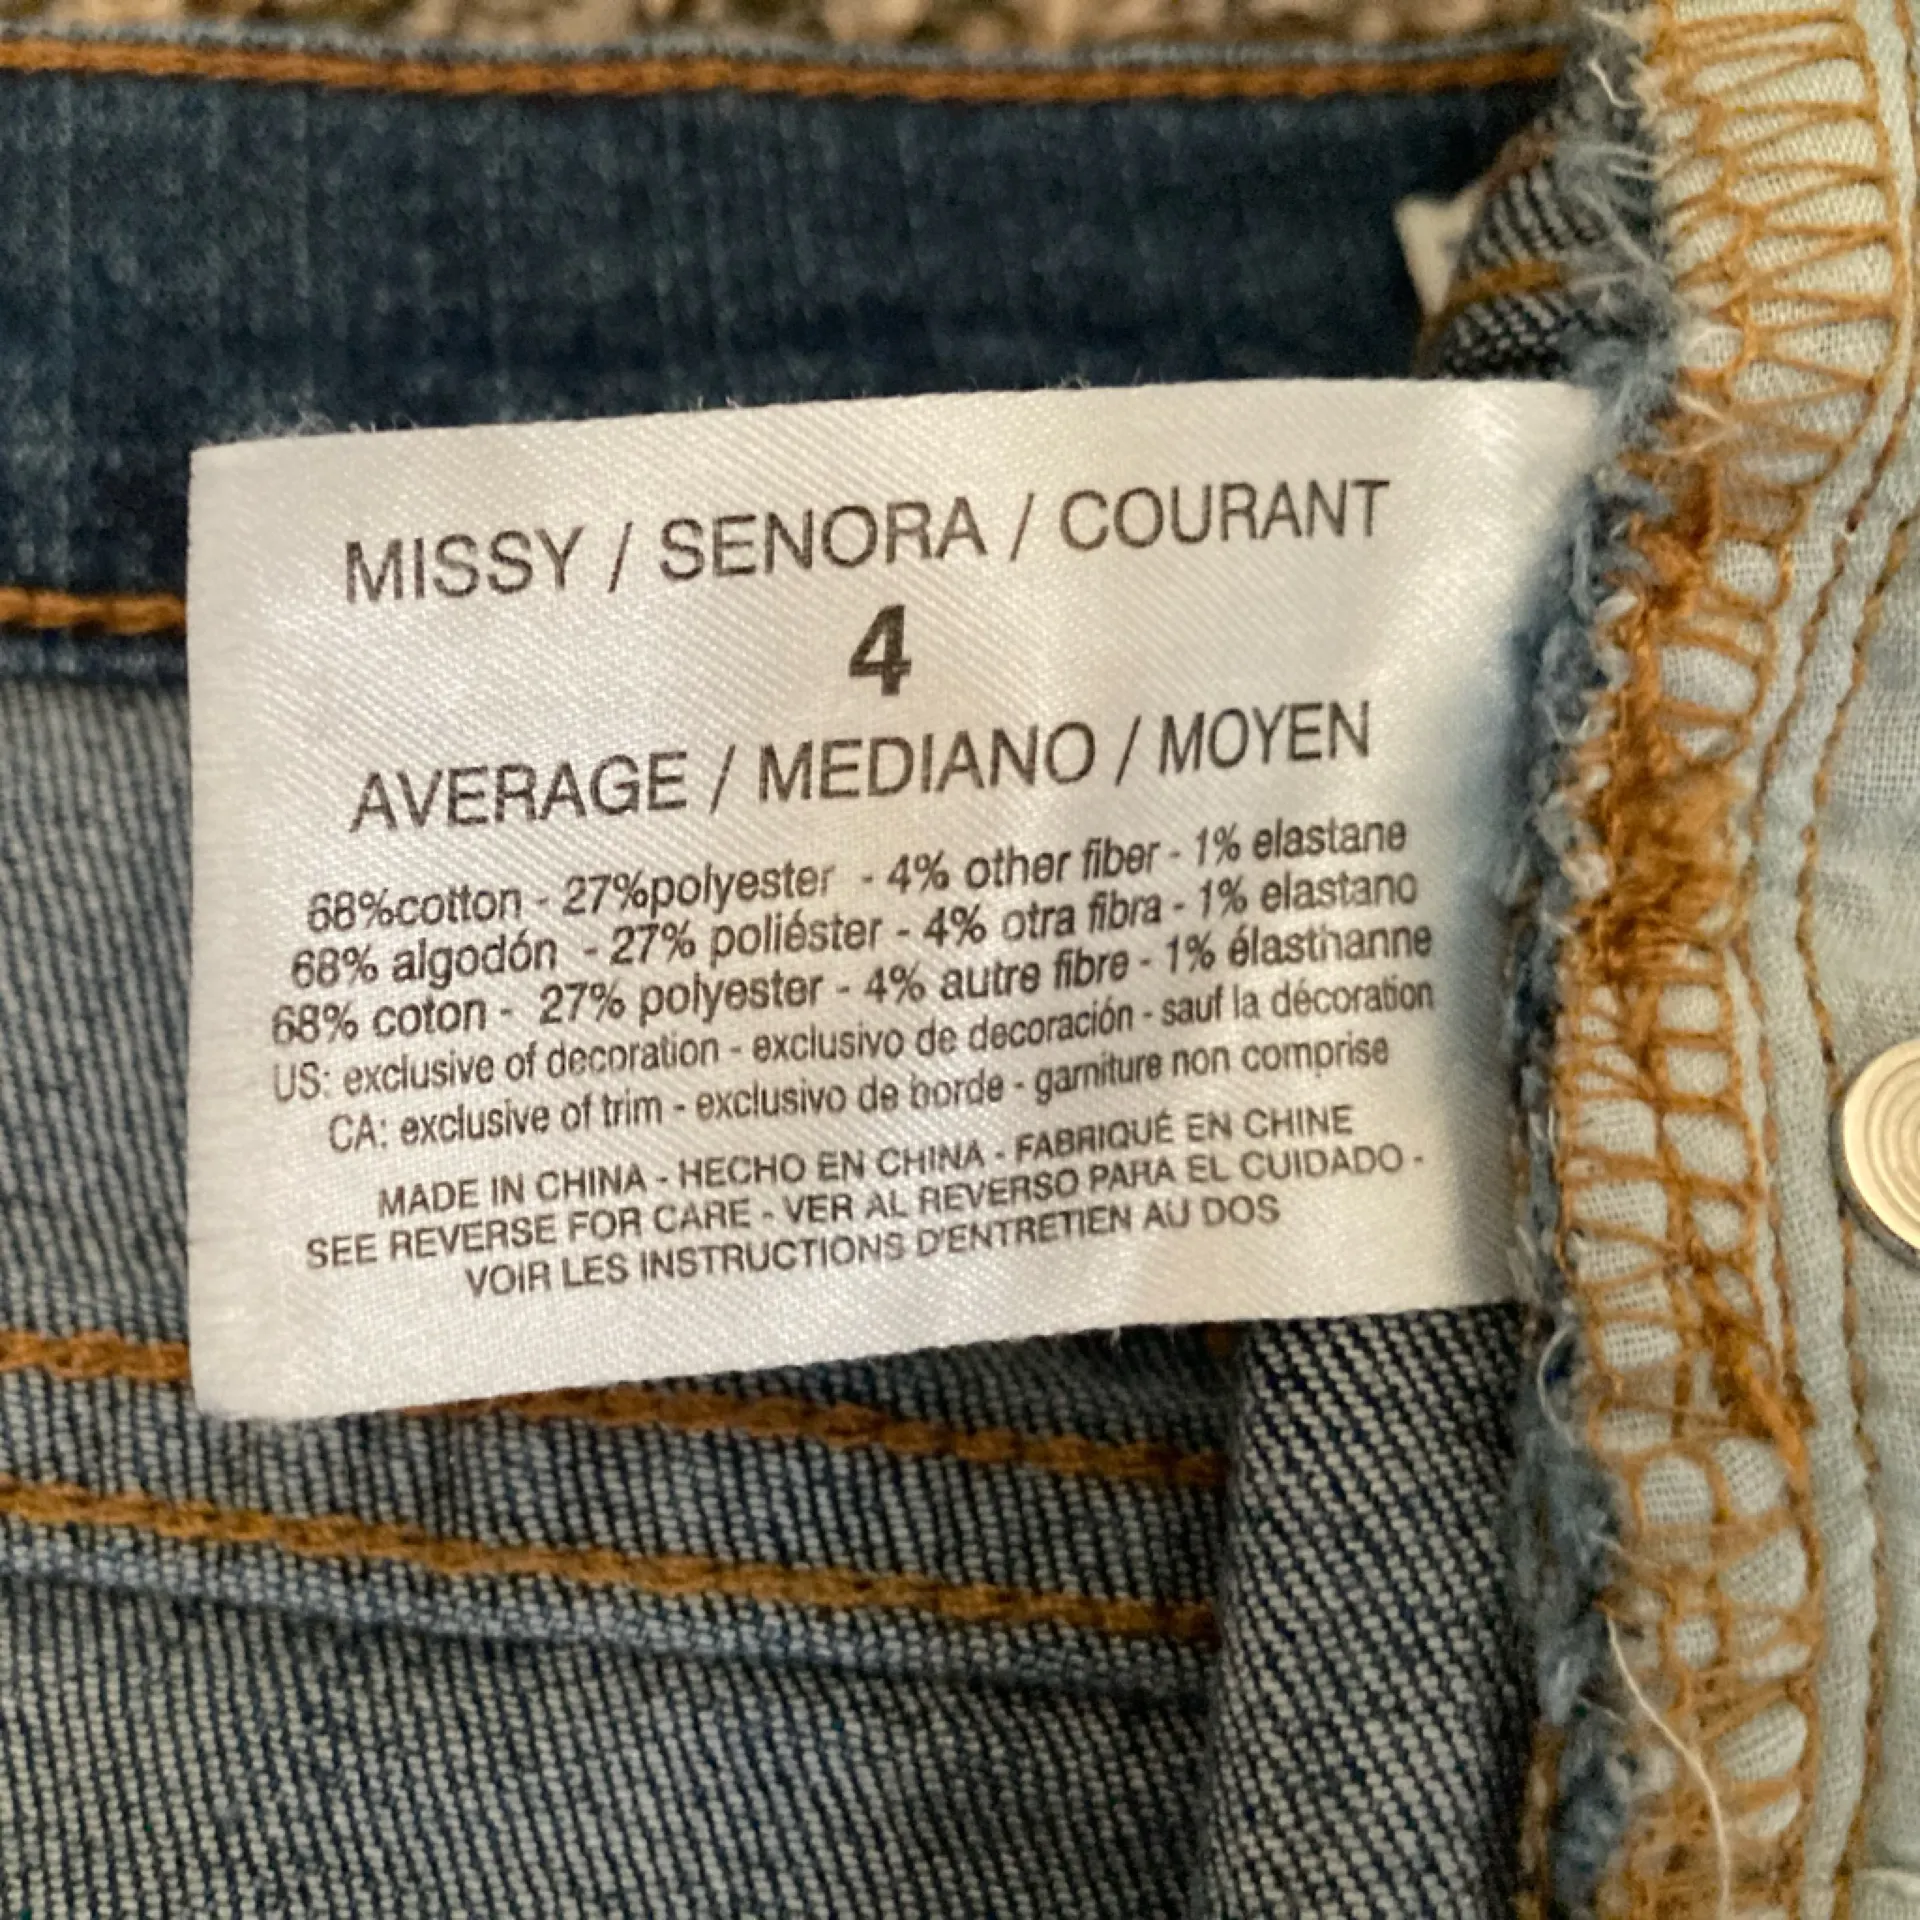 MISSY / SENORA / COURANT
4
AVERAGE / MEDIANO / MOYEN
68%cotton - 27%polyester - 4% other fiber - 1% elastane
68% algodón - 27% poliéster - 4% otra fibra - 1% elastano
68% coton - 27% polyester - 4% autre fibre - 1% élasthanne
US: exclusive of decoration - exclusivo de decoración - sauf la décoration
CA: exclusive of trim - exclusivo de borde - garniture non comprise
MADE IN CHINA - HECHO EN CHINA - FABRIQUÉ EN CHINE
SEE REVERSE FOR CARE - VER AL REVERSO PARA EL CUIDADO -
VOIR LES INSTRUCTIONS D'ENTRETIEN AU DOS